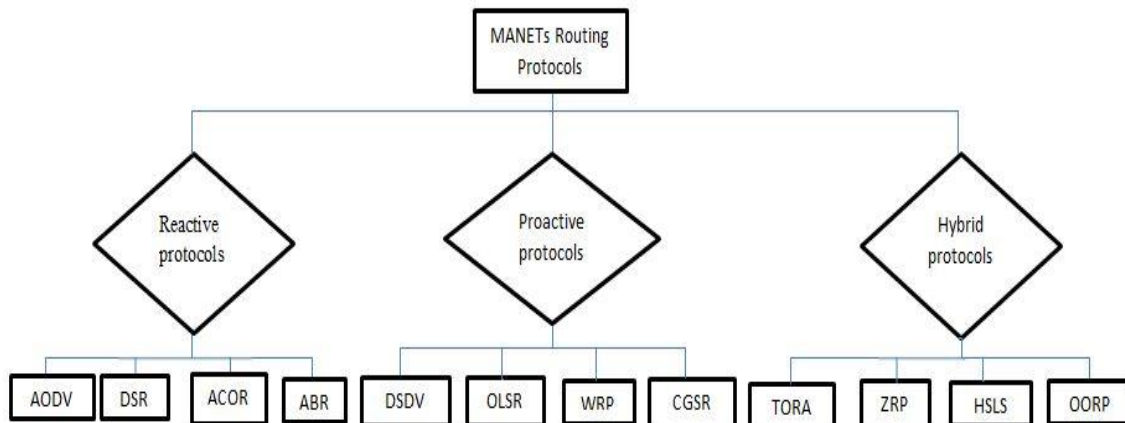 MANETs Routing
Protocols
Reactive
protocols
Proactive
protocols
Hybrid
protocols
AODV
DSR
ACOR
ABR
DSDV
OLSR
WRP
CGSR
TORA
ZRP
HSLS
OORP